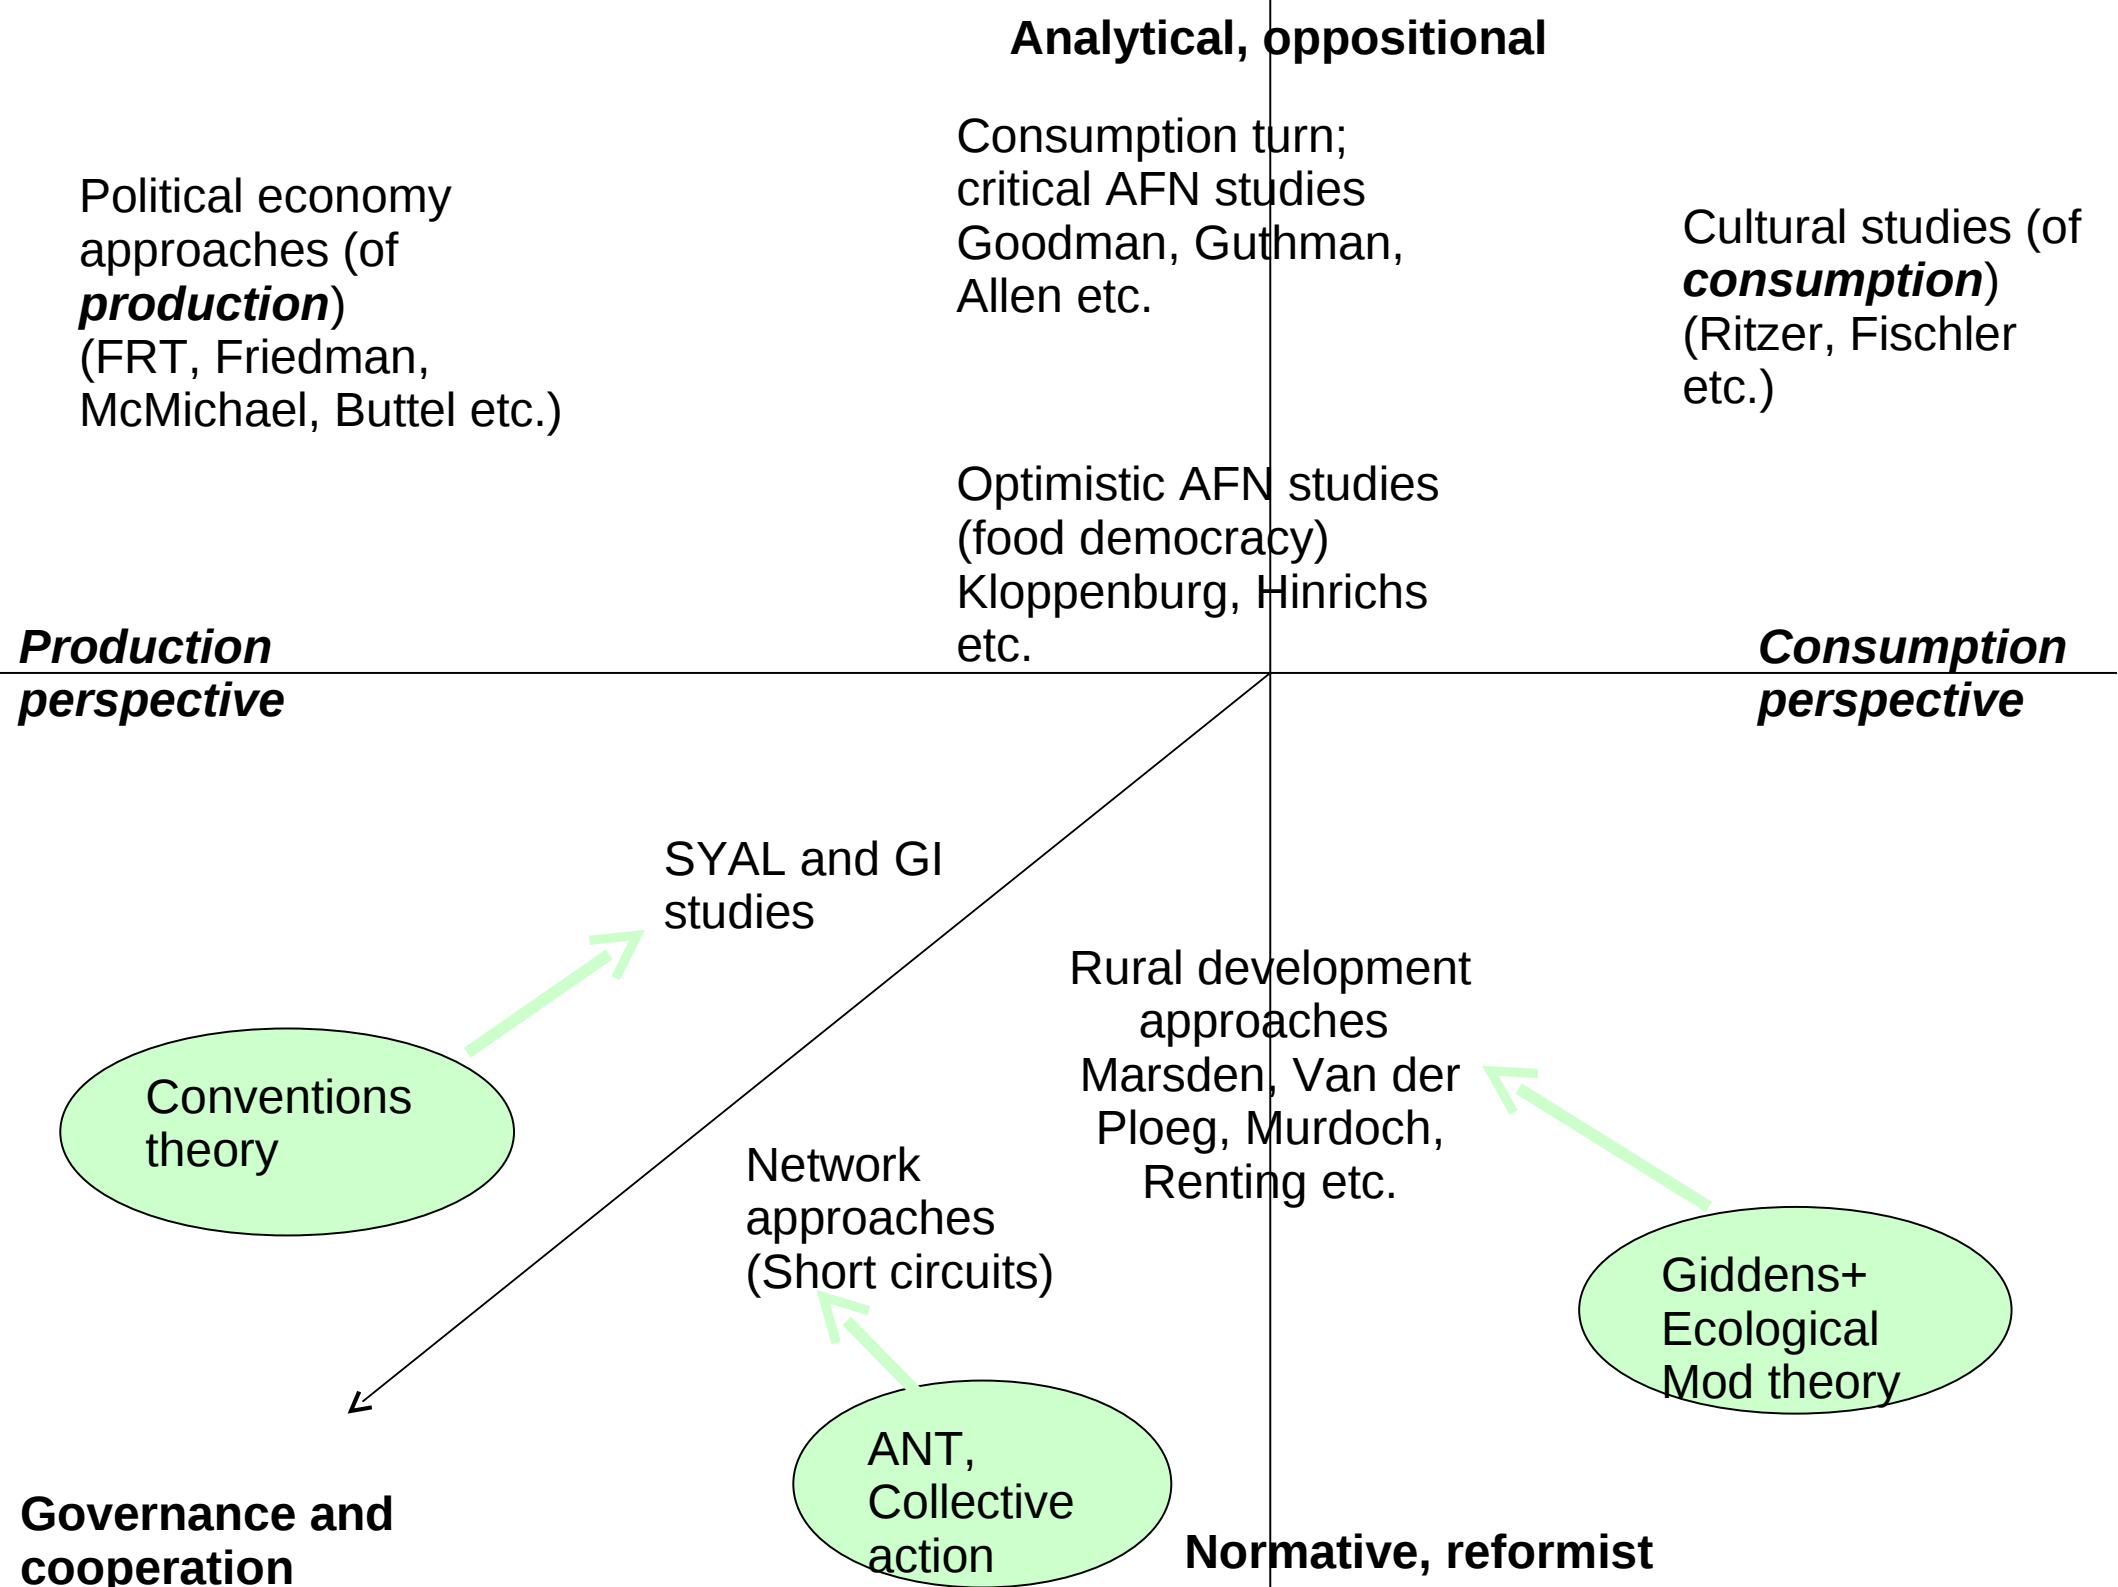 Analytical, oppositional
Consumption turn;
critical AFN studies
Goodman, Guthman,
Allen etc.
Political economy
approaches (of
production)
(FRT, Friedman,
McMichael, Buttel etc.)
Cultural studies (of
consumption)
(Ritzer, Fischler
etc.)
Optimistic AFN studies
(food democracy)
Kloppenburg, Hinrichs
etc.
Production
perspective
Consumption
perspective
SYAL and GI
studies
Rural development
approaches
Marsden, Van der
Ploeg, Murdoch,
Renting etc.
Conventions
theory
Network
approaches
(Short circuits)
Giddens+
Ecological
Mod theory
ANT,
Collective
action
Governance and
cooperation
Normative, reformist